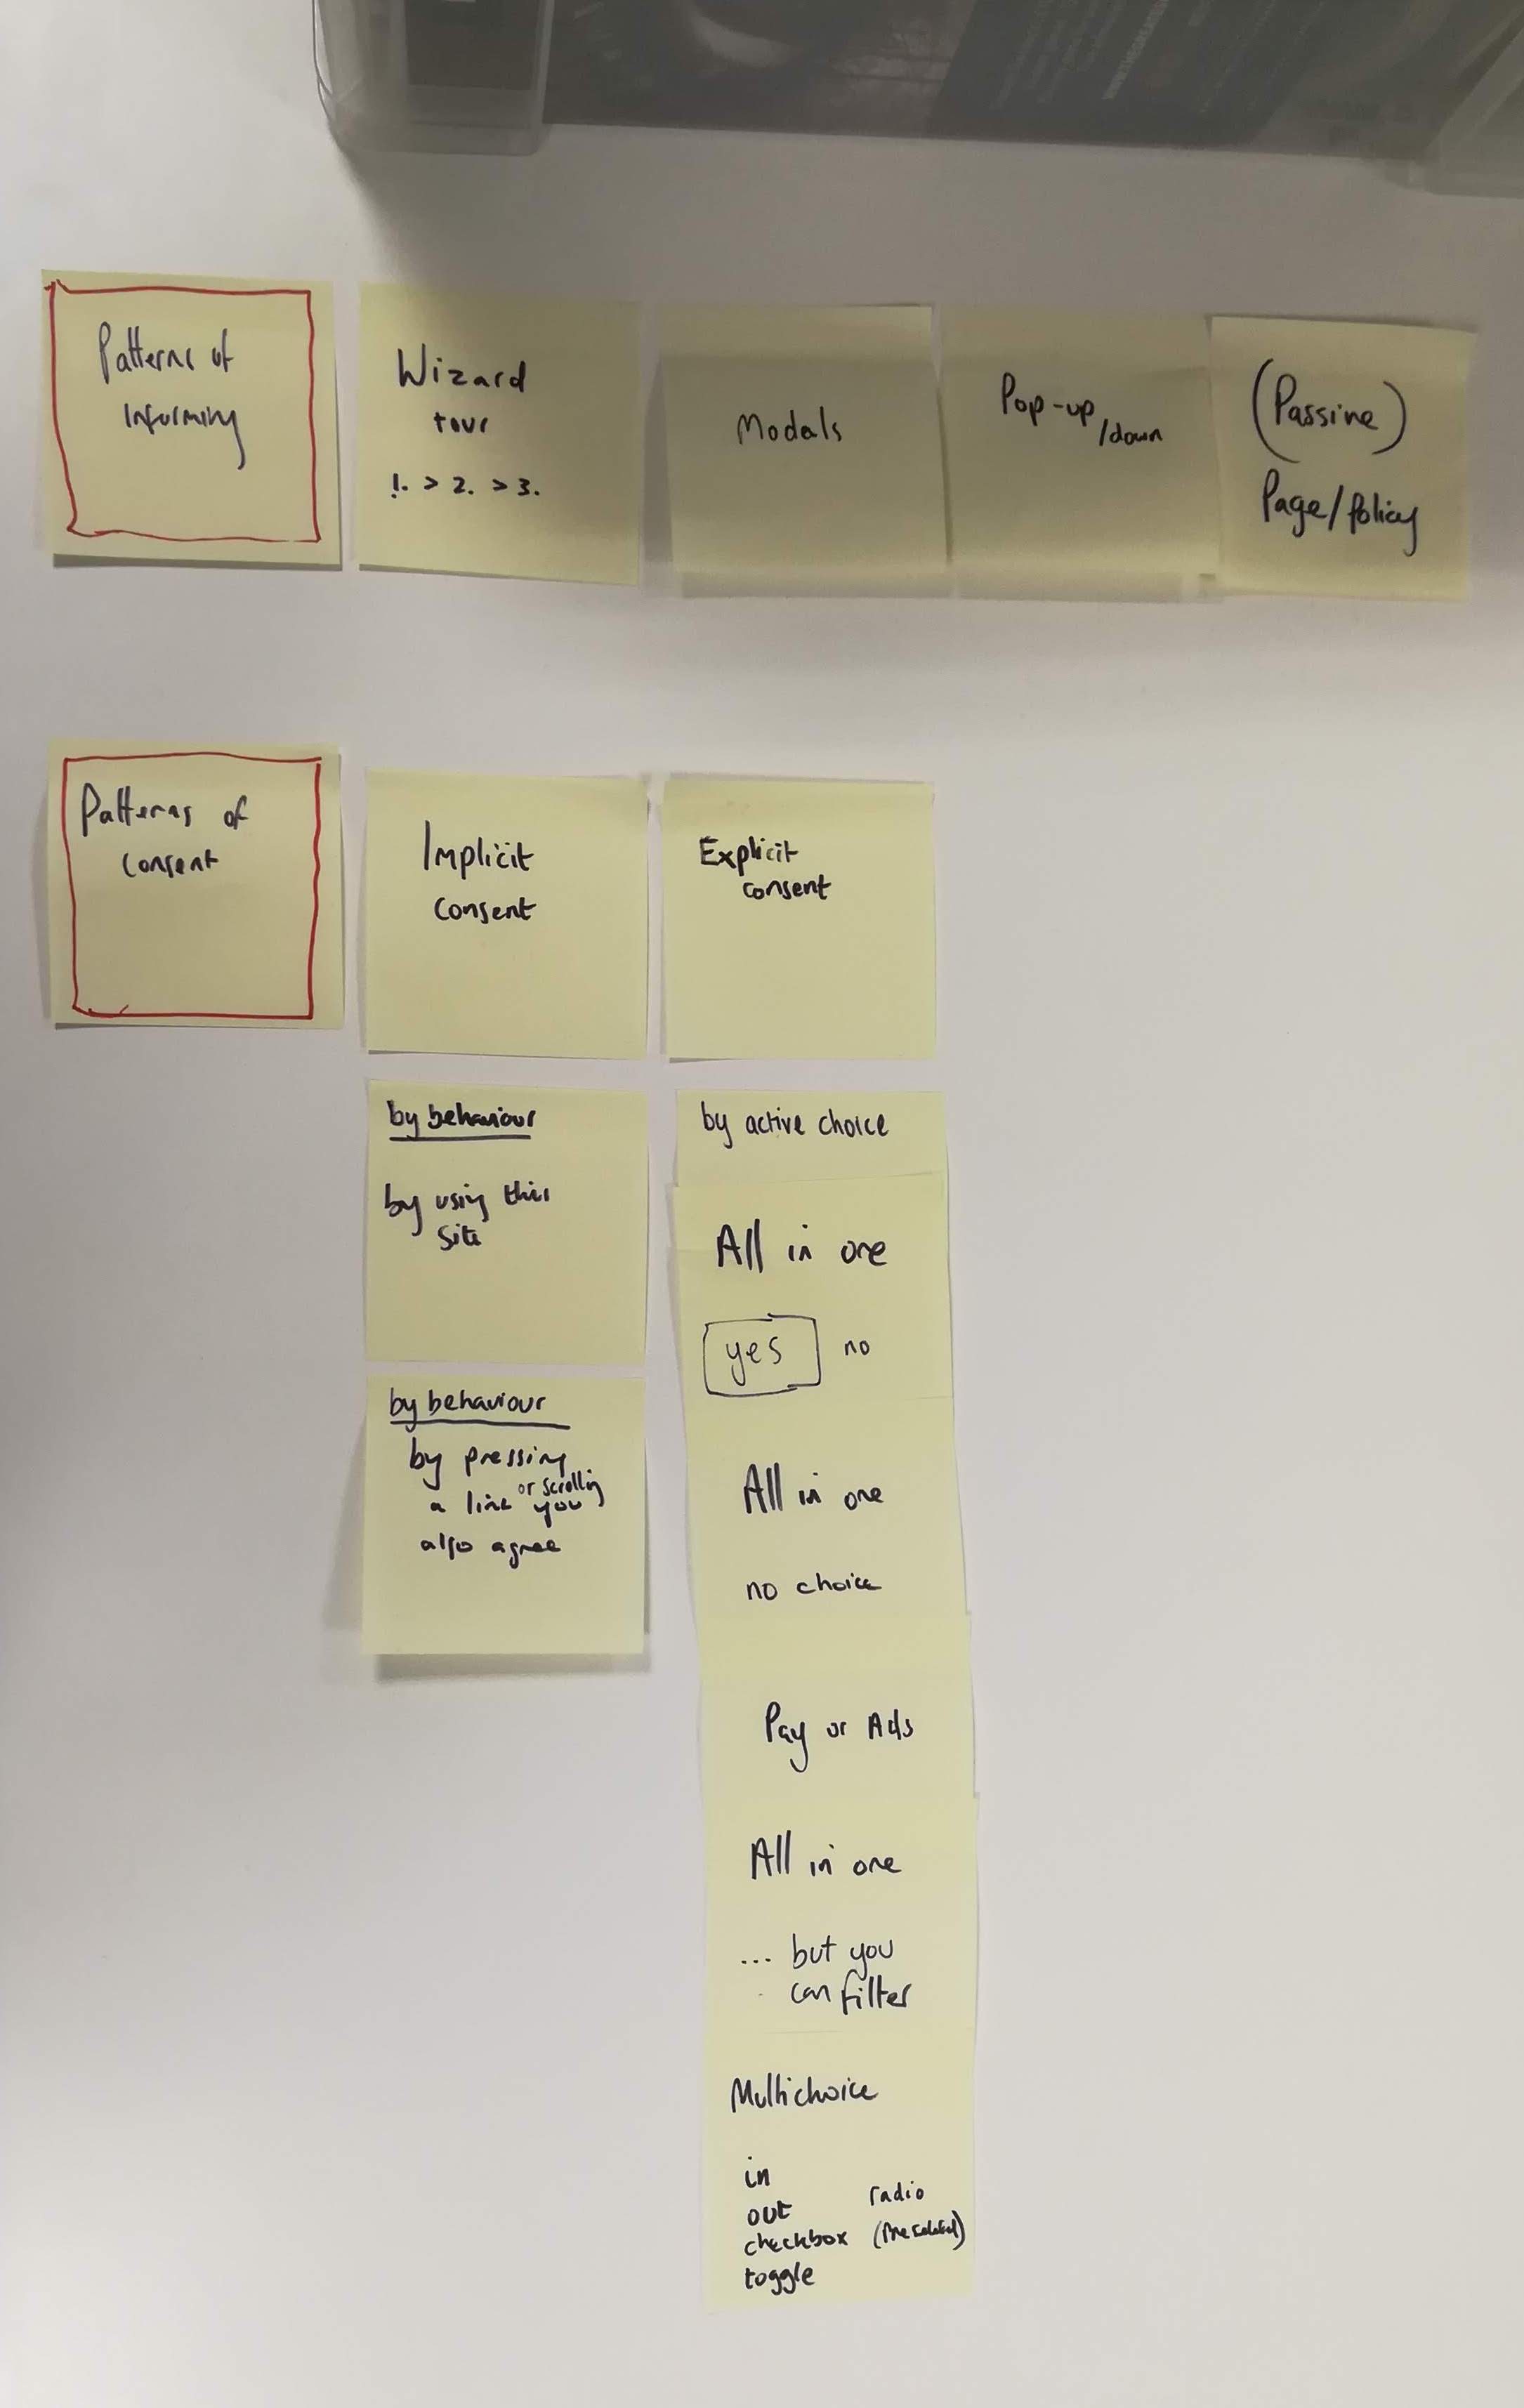 Patterns of
Informing
Wizard
tour
1. > 2. > 3.
Modals
Pop-up
/down
(Passive)
Page/Policy
Patterns of
Consent
Implicit
Consent
Explicit
consent
by behaviour
by using this
site
by behaviour
by pressing
or scrolling
a link you
also agree
by active choice
All in one
yes no
All in one
no choice
Pay or Ads
All in one
... but you
can filter
Multichoice
in
out
checkbox
toggle
radio
(Preselected)